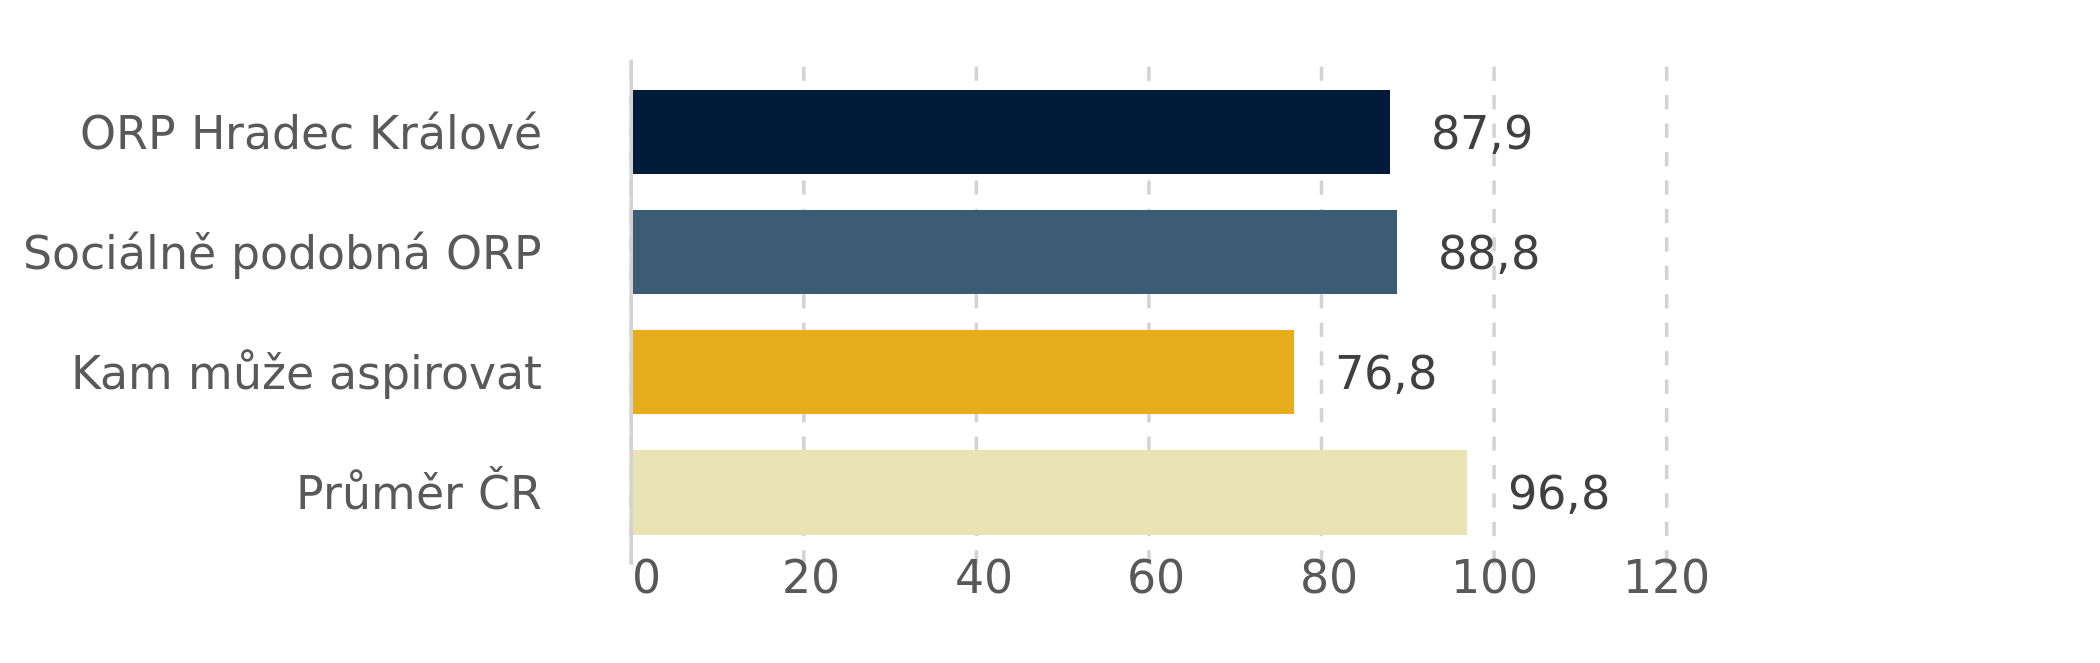 ORP Hradec Králové 87,9
Sociálně podobná ORP 88,8
Kam může aspirovat 76,8
Průměr ČR 96,8
0 20 40 60 80 100 120